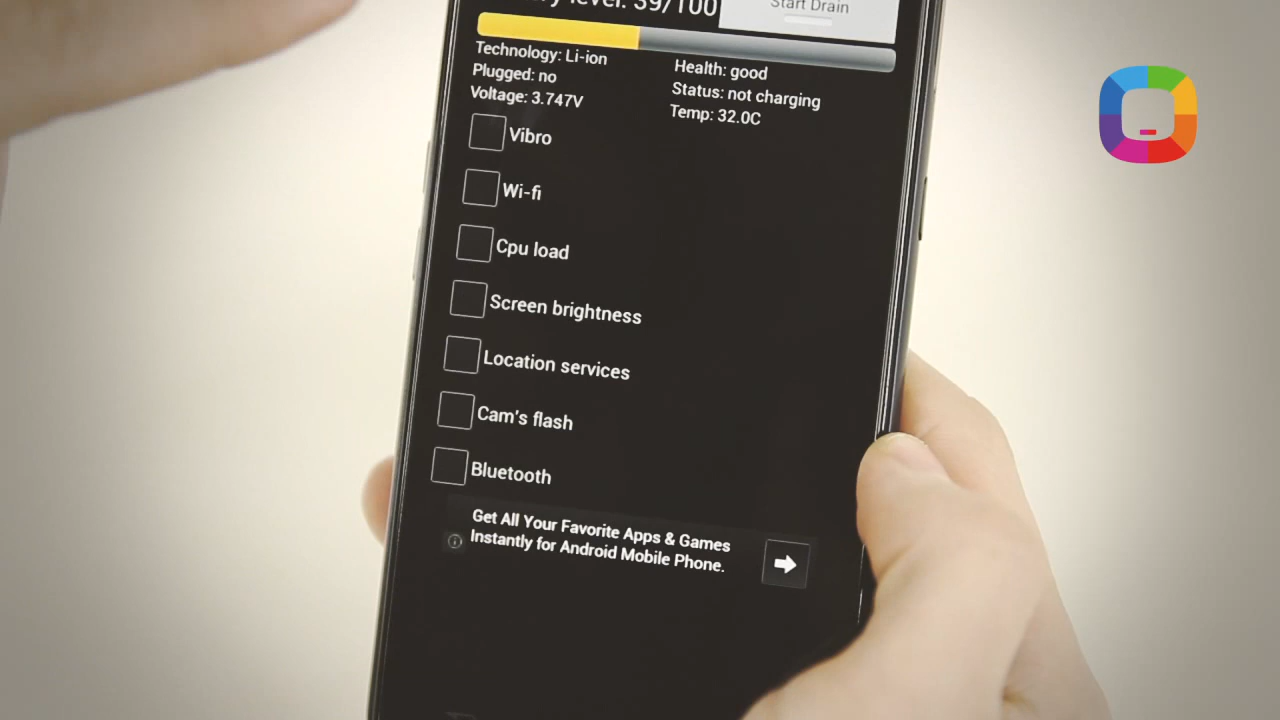 level: 39/100
Start Drain
Technology: Li-ion
Plugged: no
Voltage: 3.747V
Health: good
Status: not charging
Temp: 32.0C
Vibro
Wi-fi
Cpu load
Screen brightness
Location services
Cam's flash
Bluetooth
Get All Your Favorite Apps & Games
Instantly for Android Mobile Phone.